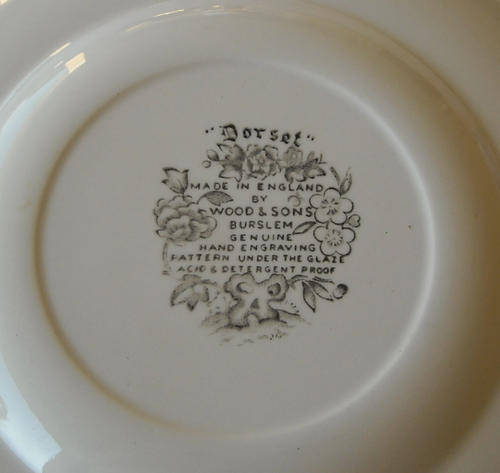 "Dorset"
MADE IN ENGLAND
BY
WOOD & SONS
BURSLEM
GENUINE
HAND ENGRAVING
PATTERN UNDER THE GLAZE
ACID & DETERGENT PROOF